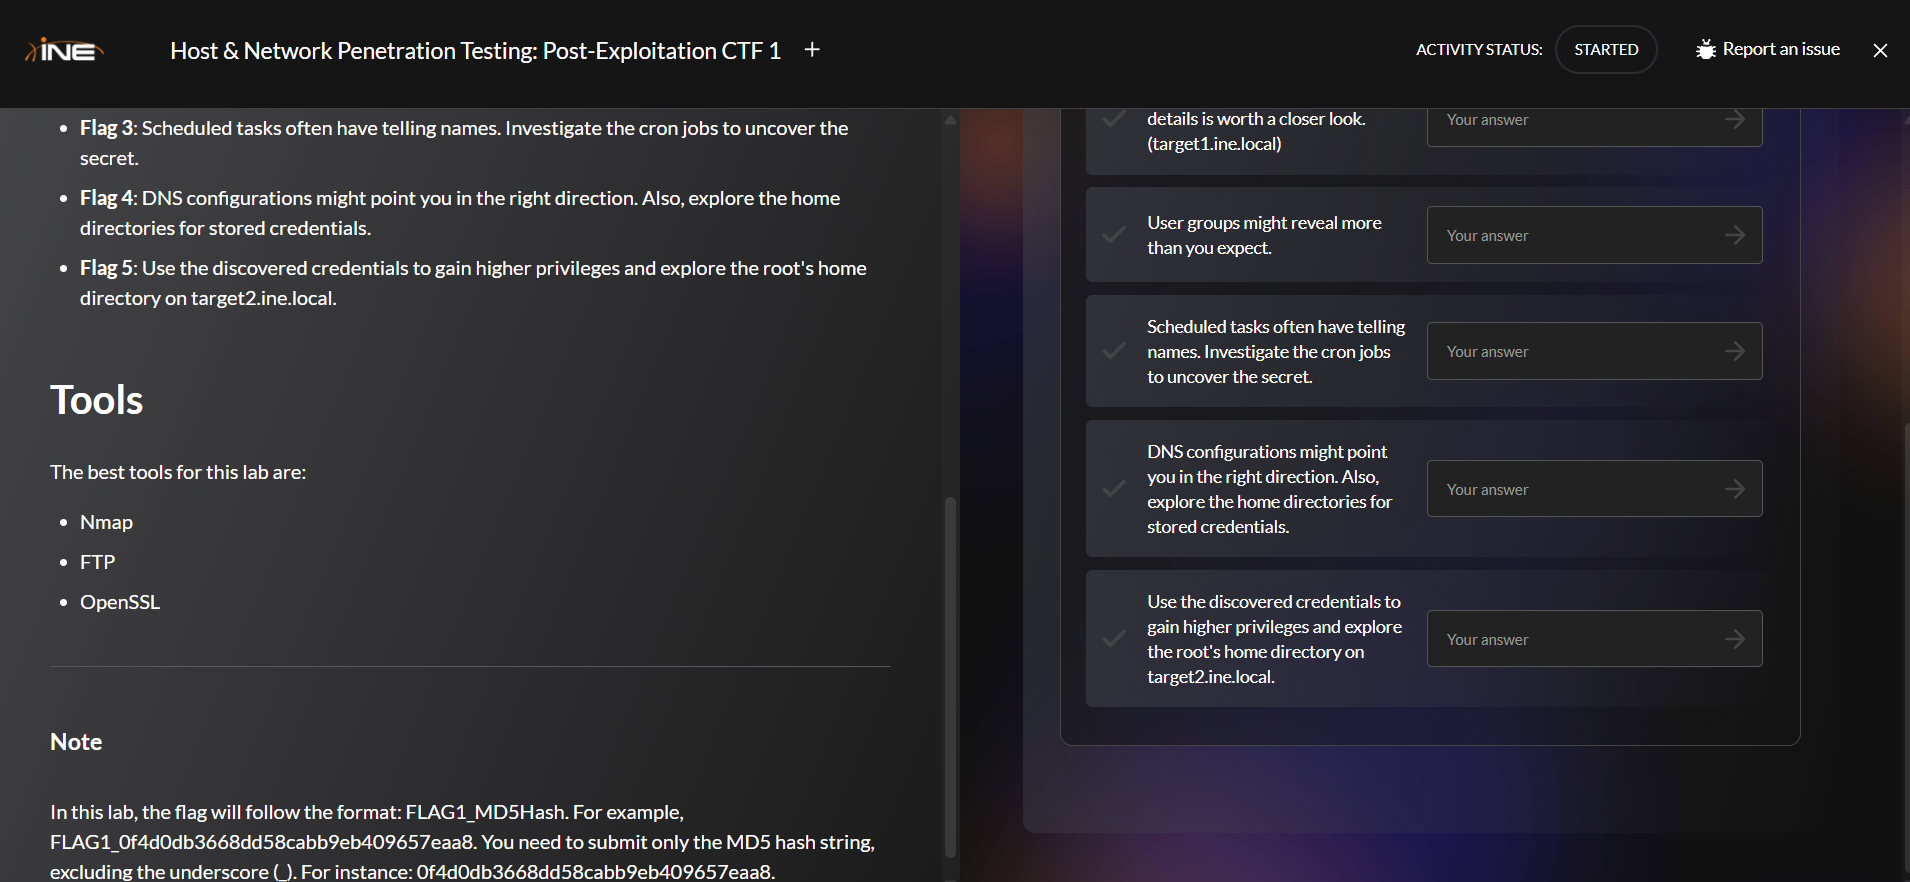 iNE
Host & Network Penetration Testing: Post-Exploitation CTF 1 +
ACTIVITY STATUS:
STARTED
Report an issue
• Flag 3: Scheduled tasks often have telling names. Investigate the cron jobs to uncover the
secret.
• Flag 4: DNS configurations might point you in the right direction. Also, explore the home
directories for stored credentials.
• Flag 5: Use the discovered credentials to gain higher privileges and explore the root's home
directory on target2.ine.local.
Tools
The best tools for this lab are:
• Nmap
• FTP
• OpenSSL
Note
In this lab, the flag will follow the format: FLAG1_MD5Hash. For example,
FLAG1_0f4d0db3668dd58cabb9eb409657eaa8. You need to submit only the MD5 hash string,
excluding the underscore (_). For instance: 0f4d0db3668dd58cabb9eb409657eaa8.
details is worth a closer look.
(target1.ine.local)
Your answer
User groups might reveal more
than you expect.
Your answer
Scheduled tasks often have telling
names. Investigate the cron jobs
to uncover the secret.
Your answer
DNS configurations might point
you in the right direction. Also,
explore the home directories for
stored credentials.
Your answer
Use the discovered credentials to
gain higher privileges and explore
the root's home directory on
target2.ine.local.
Your answer